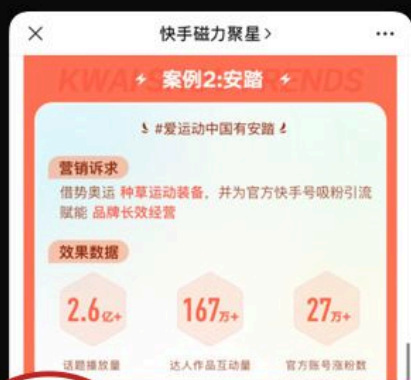 快手磁力聚星
KWAI TRENDS
案例2:安踏
#爱运动中国有安踏
营销诉求
借势奥运 种草运动装备，并为官方快手号吸粉引流
赋能 品牌长效经营
效果数据
2.6亿+ 167万+ 27万+
话题播放量 达人作品互动量 官方账号涨粉数